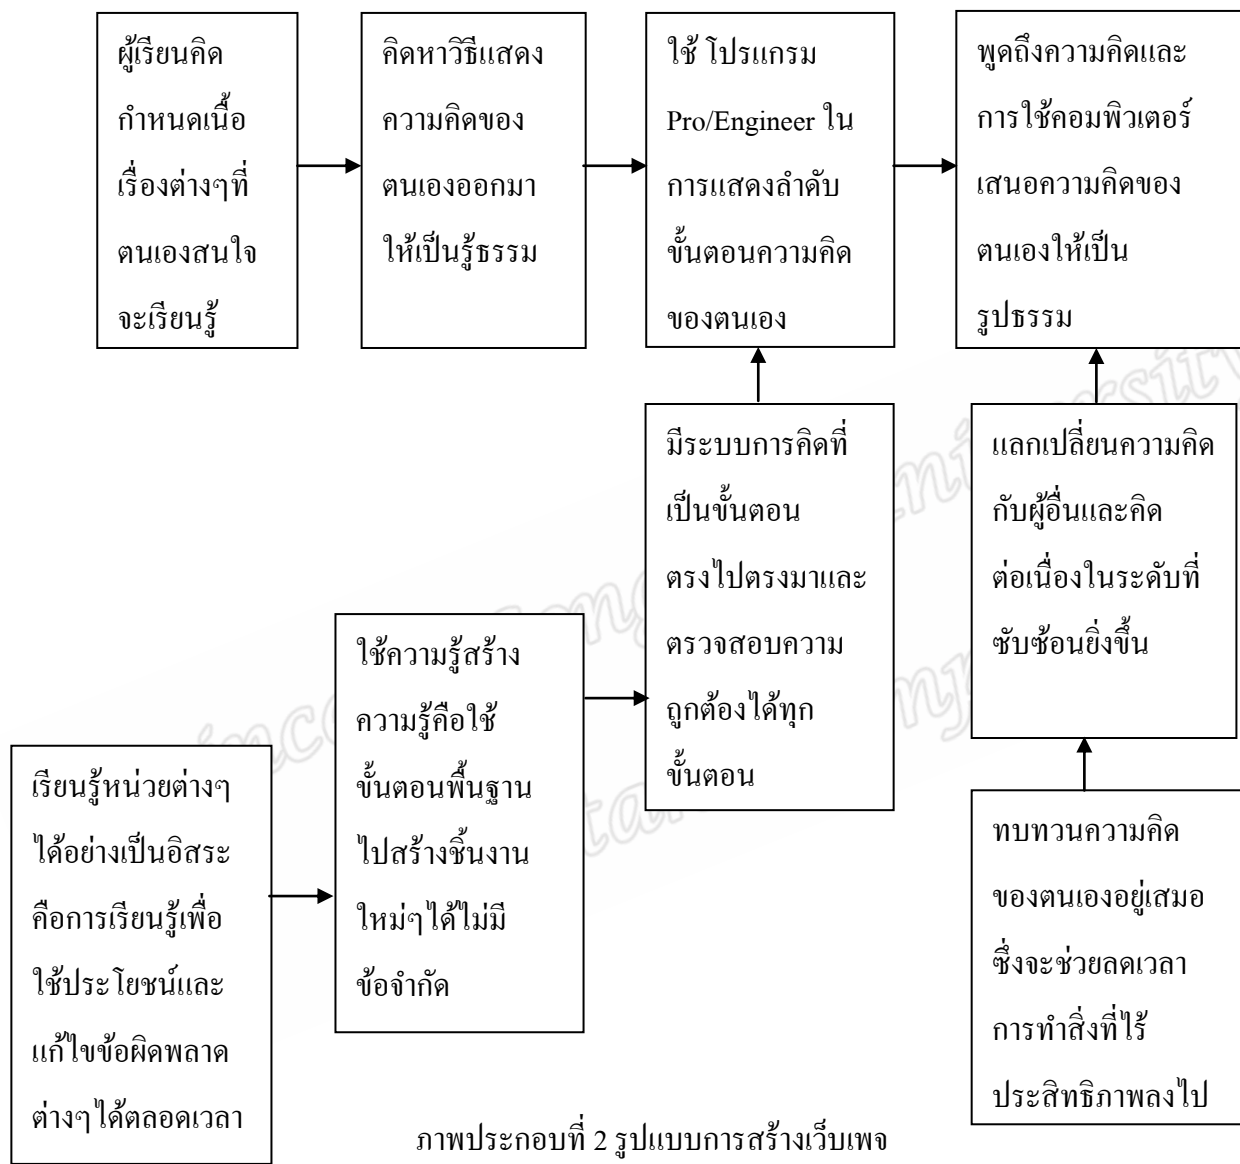 ผู้เรียนคิด
กำหนดเนื้อ
เรื่องต่างๆที่
ตนเองสนใจ
จะเรียนรู้
คิดหาวิธีแสดง
ความคิดของ
ตนเองออกมา
ให้เป็นรู้ธรรม
ใช้ โปรแกรม
Pro/Engineer ใน
การแสดงลำดับ
ขั้นตอนความคิด
ของตนเอง
พูดถึงความคิดและ
การใช้คอมพิวเตอร์
เสนอความคิดของ
ตนเองให้เป็น
รูปธรรม
มีระบบการคิดที่
เป็นขั้นตอน
ตรงไปตรงมาและ
ตรวจสอบความ
ถูกต้องได้ทุก
ขั้นตอน
แลกเปลี่ยนความคิด
กับผู้อื่นและคิด
ต่อเนื่องในระดับที่
ซับซ้อนยิ่งขึ้น
ใช้ความรู้สร้าง
ความรู้คือใช้
ขั้นตอนพื้นฐาน
ไปสร้างชิ้นงาน
ใหม่ๆได้ไม่มี
ข้อจำกัด
เรียนรู้หน่วยต่างๆ
ได้อย่างเป็นอิสระ
คือการเรียนรู้เพื่อ
ใช้ประโยชน์และ
แก้ไขข้อผิดพลาด
ต่างๆได้ตลอดเวลา
ทบทวนความคิด
ของตนเองอยู่เสมอ
ซึ่งจะช่วยลดเวลา
การทำสิ่งที่ไร้
ประสิทธิภาพลงไป
ภาพประกอบที่ 2 รูปแบบการสร้างเว็บเพจ